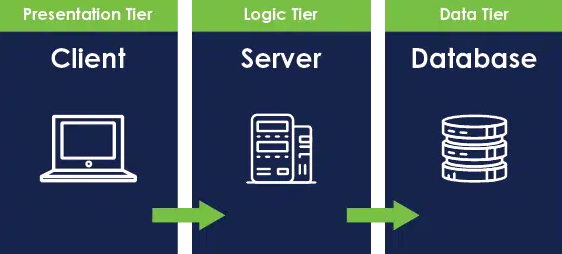 Presentation Tier
Client
Logic Tier
Server
Data Tier
Database